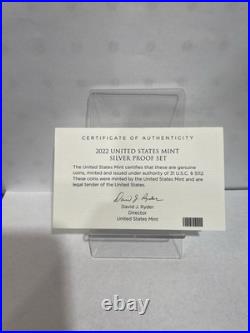 CERTIFICATE OF AUTHENTICITY
2022 UNITED STATES MINT
SILVER PROOF SET
The United States Mint certifies that these are genuine
coins, minted and issued under authority of 31 U.S.C. § 5112.
These coins were minted by the United States Mint and are
legal tender of the United States.
David J. Ryder
David J. Ryder
Director
United States Mint